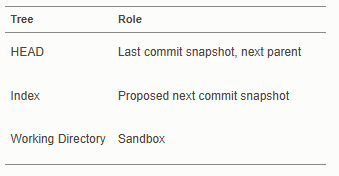 Tree Role
HEAD Last commit snapshot, next parent
Index Proposed next commit snapshot
Working Directory Sandbox